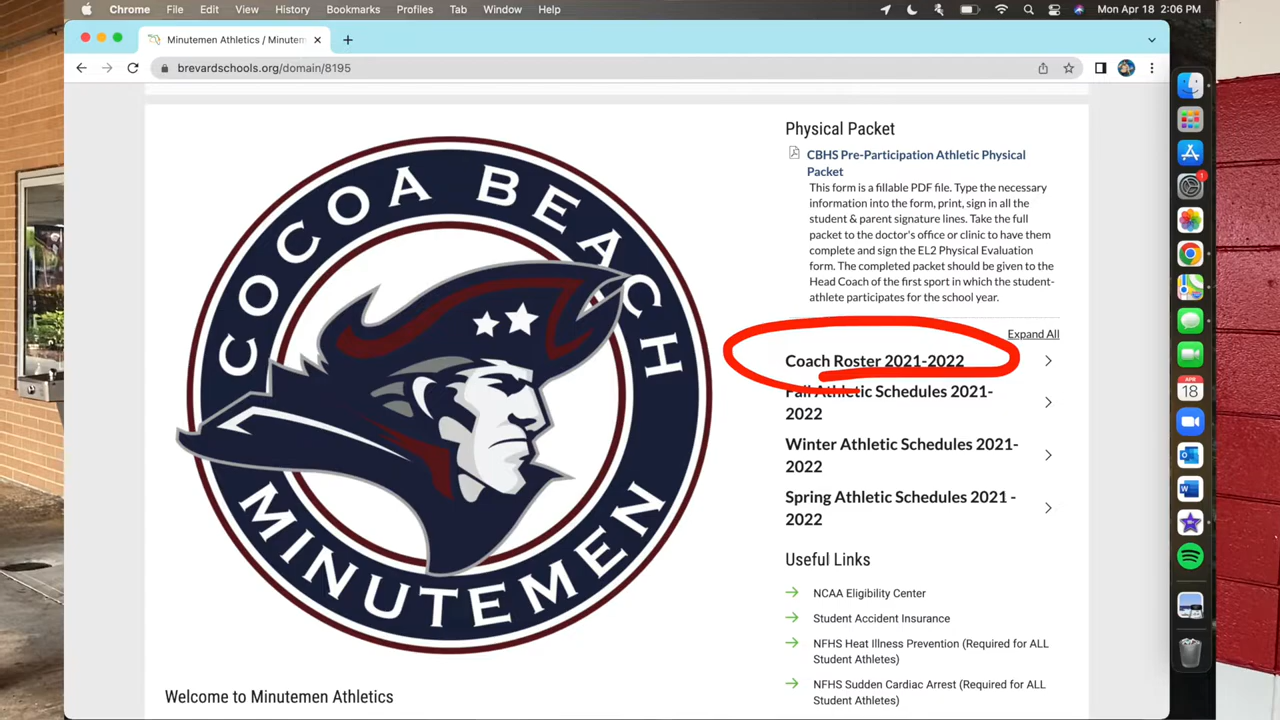 Chrome File Edit View History Bookmarks Profiles Tab Window Help Mon Apr 18 2:06 PM
Minutemen Athletics / Minutem
brevardschools.org/domain/8195
COCOA BEACH
MINUTEMEN
Welcome to Minutemen Athletics
Physical Packet
CBHS Pre-Participation Athletic Physical
Packet
This form is a fillable PDF file. Type the necessary
information into the form, print, sign in all the
student & parent signature lines. Take the full
packet to the doctor's office or clinic to have them
complete and sign the EL2 Physical Evaluation
form. The completed packet should be given to the
Head Coach of the first sport in which the student-
athlete participates for the school year.
Expand All
Coach Roster 2021-2022
Fall Athletic Schedules 2021-
2022
Winter Athletic Schedules 2021-
2022
Spring Athletic Schedules 2021 -
2022
Useful Links
NCAA Eligibility Center
Student Accident Insurance
NFHS Heat Illness Prevention (Required for ALL
Student Athletes)
NFHS Sudden Cardiac Arrest (Required for ALL
Student Athletes)
1
APR
18